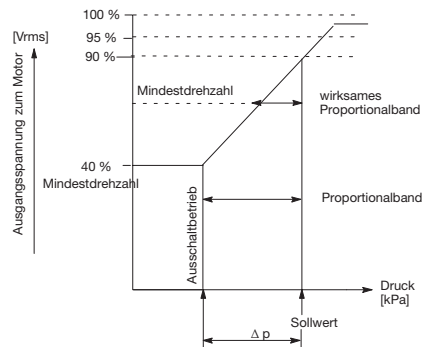 100 %
[Vrms]
95 %
90 %
Ausgangsspannung zum Motor
Mindestdrehzahl
wirksames
Proportionalband
40 %
Mindestdrehzahl
Ausschaltbetrieb
Proportionalband
Druck
[kPa]
Sollwert
Δ p